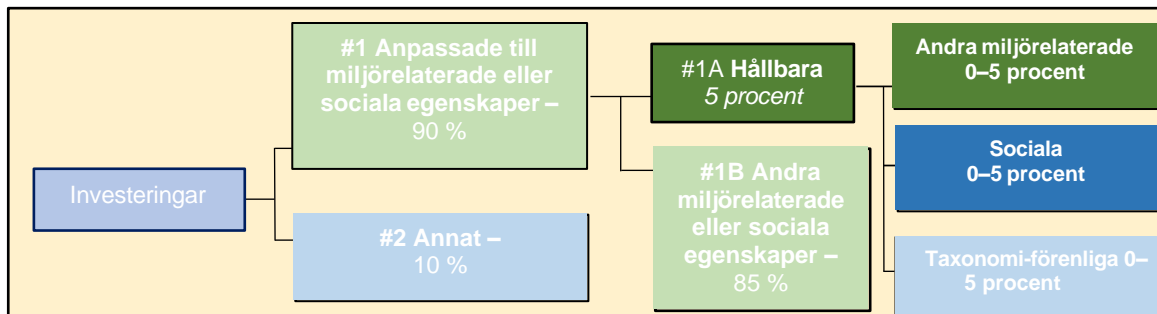 Investeringar
#1 Anpassade till
miljörelaterade eller
sociala egenskaper –
90 %
#2 Annat –
10 %
#1A Hållbara
5 procent
#1B Andra
miljörelaterade
eller sociala
egenskaper –
85 %
Andra miljörelaterade
0–5 procent
Sociala
0–5 procent
Taxonomi-förenliga 0–
5 procent